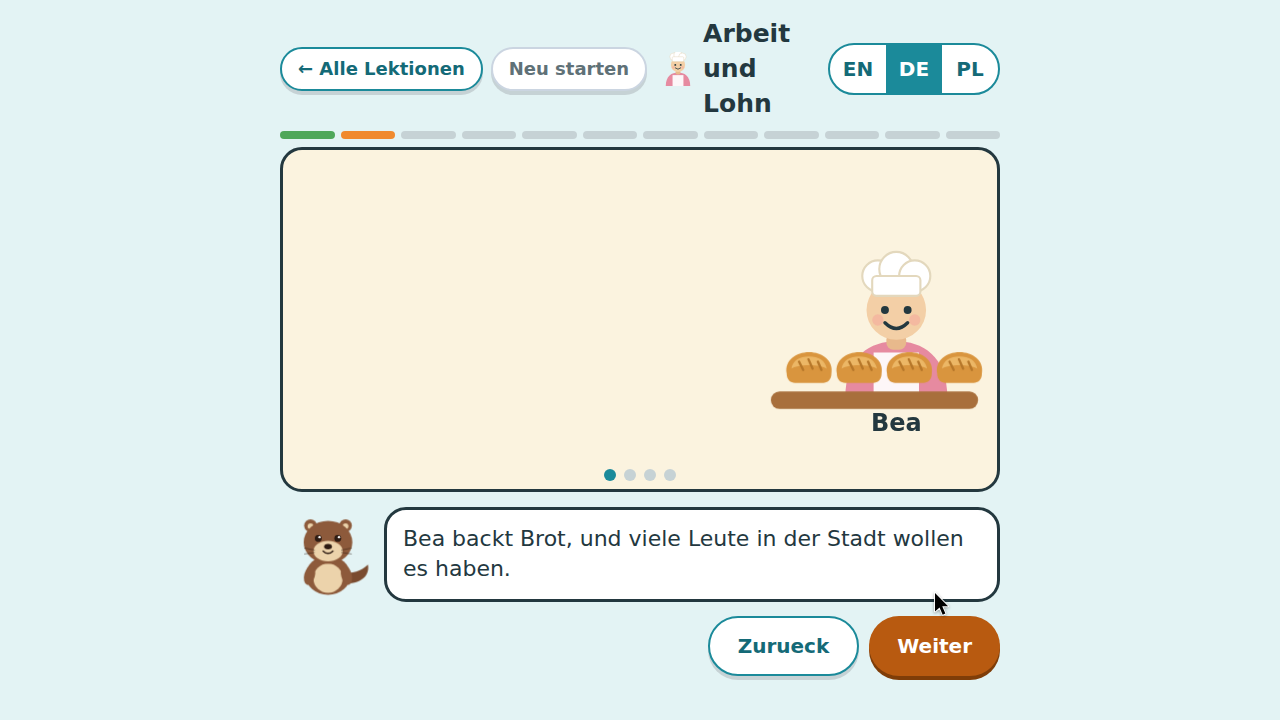 ← Alle Lektionen
Neu starten
Arbeit
und
Lohn
EN DE PL
Bea
Bea backt Brot, und viele Leute in der Stadt wollen
es haben.
Zurueck
Weiter